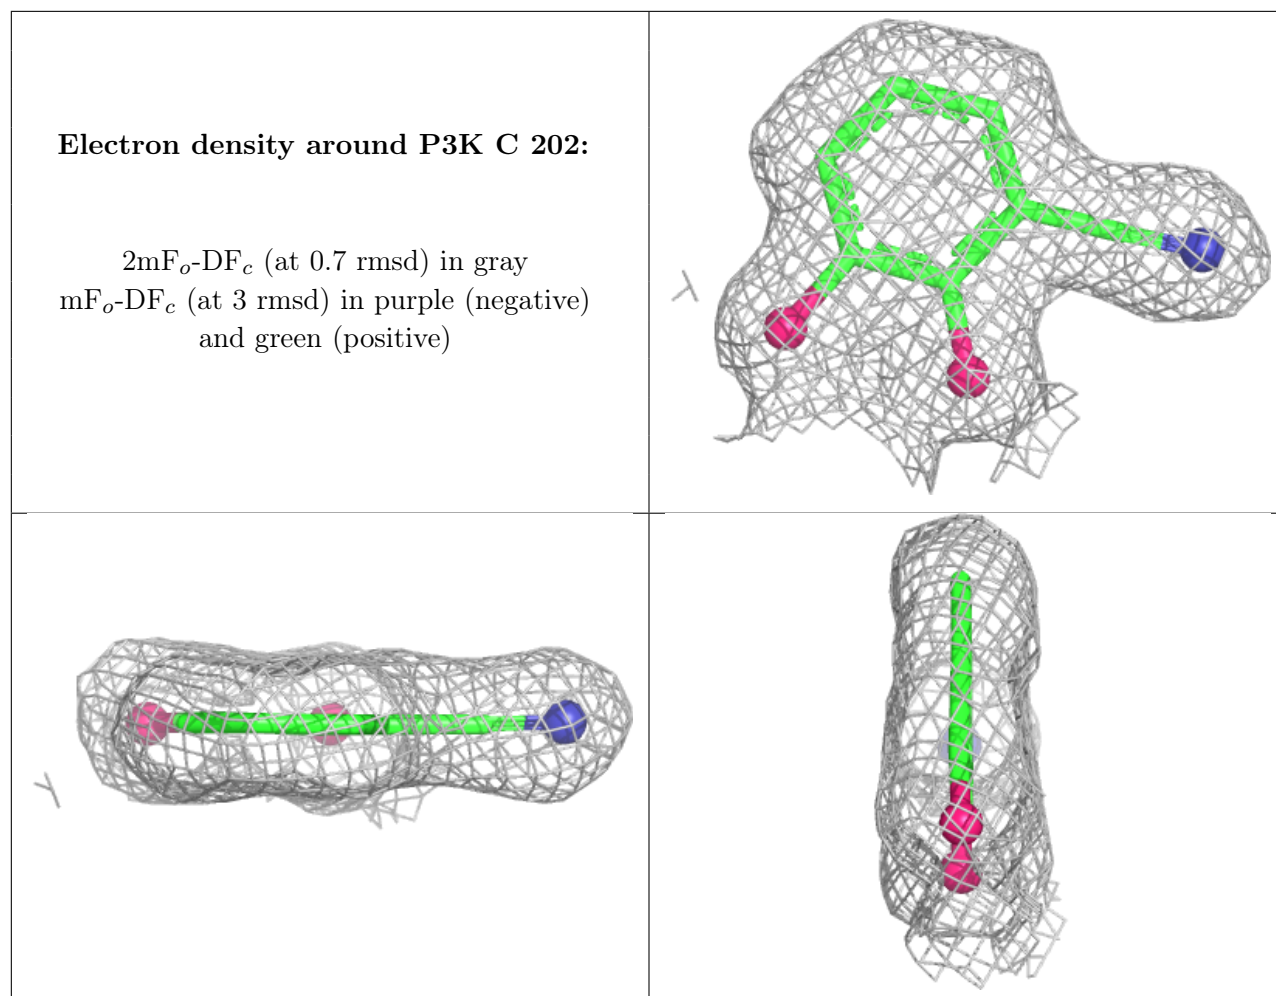 Electron density around P3K C 202:
2mFo-DFc (at 0.7 rmsd) in gray
mFo-DFc (at 3 rmsd) in purple (negative)
and green (positive)